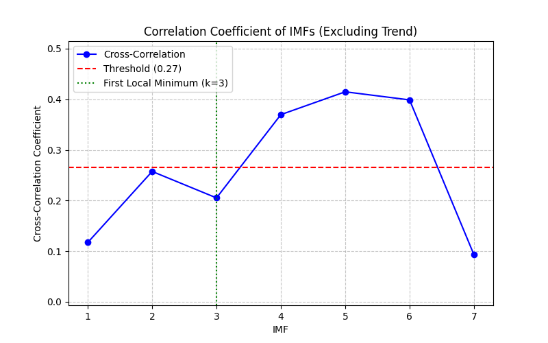 Correlation Coefficient of IMFs (Excluding Trend)
Cross-Correlation
Threshold (0.27)
First Local Minimum (k=3)
Cross-Correlation Coefficient
0.5
0.4
0.3
0.2
0.1
0.0
1 2 3 4 5 6 7
IMF